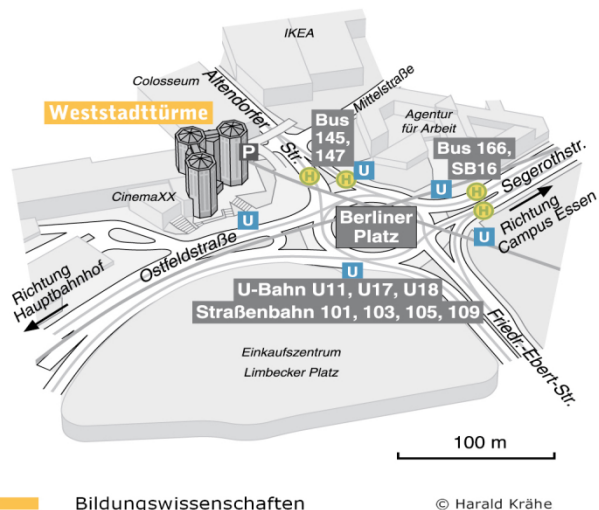 IKEA
Colosseum
Altendorfer
Str.
Mittelstraße
Weststadttürme
Bus
145,
147
Agentur
für Arbeit
Bus 166,
SB16
P
U
U
H
H
H
H
Segerothstr.
CinemaXX
U
Berliner
Platz
Richtung
Campus Essen
U
Ostfeldstraße
Richtung
Hauptbahnhof
U
U-Bahn U11, U17, U18
Straßenbahn 101, 103, 105, 109
Friedr.-Ebert-Str.
Einkaufszentrum
Limbecker Platz
100 m
Bildungswissenschaften
© Harald Krähe